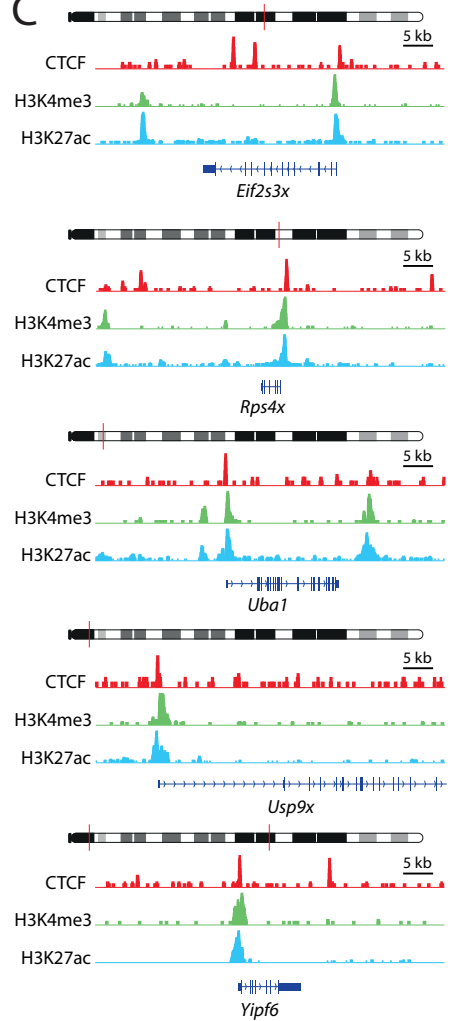 C
5 kb
CTCF
H3K4me3
H3K27ac
Eif2s3x
5 kb
CTCF
H3K4me3
H3K27ac
Rps4x
5 kb
CTCF
H3K4me3
H3K27ac
Uba1
5 kb
CTCF
H3K4me3
H3K27ac
Usp9x
5 kb
CTCF
H3K4me3
H3K27ac
Yipf6